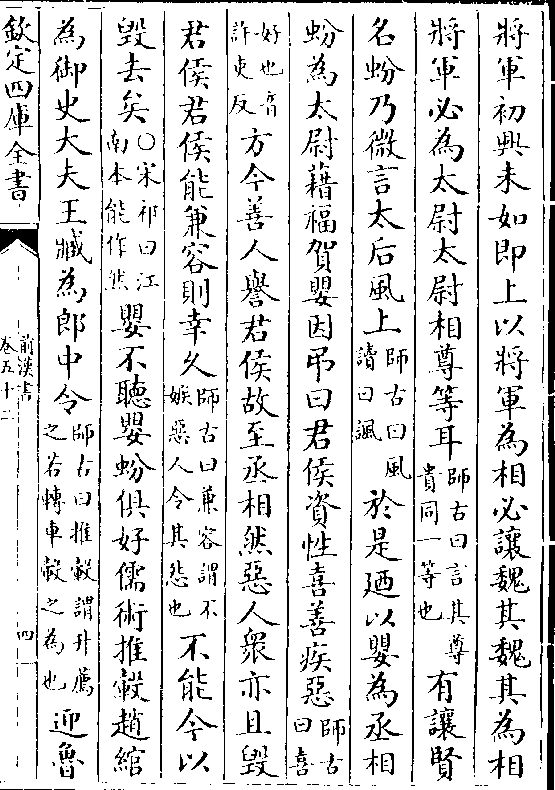 將軍初興未如即上以將軍為相必讓魏其魏其為相
將軍必為太尉太尉相尊等耳師古曰言其尊貴同一等也有讓賢
名蚡乃微言太后風上師古曰風讀曰諷於是廼以嬰為丞相
蚡為太尉藉福賀嬰因弔曰君侯資性喜善疾惡師古曰喜
好也音許吏反方今善人譽君侯故至丞相然惡人衆亦且毀
君侯君侯能兼容則幸久師古曰兼容謂不嫉惡人令其怨也不能今以
毀去矣○宋祁曰江南本能作然嬰不聽嬰蚡俱好儒術推轂趙綰
為御史大夫王臧為郎中令師古曰推轂謂升薦之若轉車轂之為也迎魯
欽定四庫全書
前漢書卷五十二
四